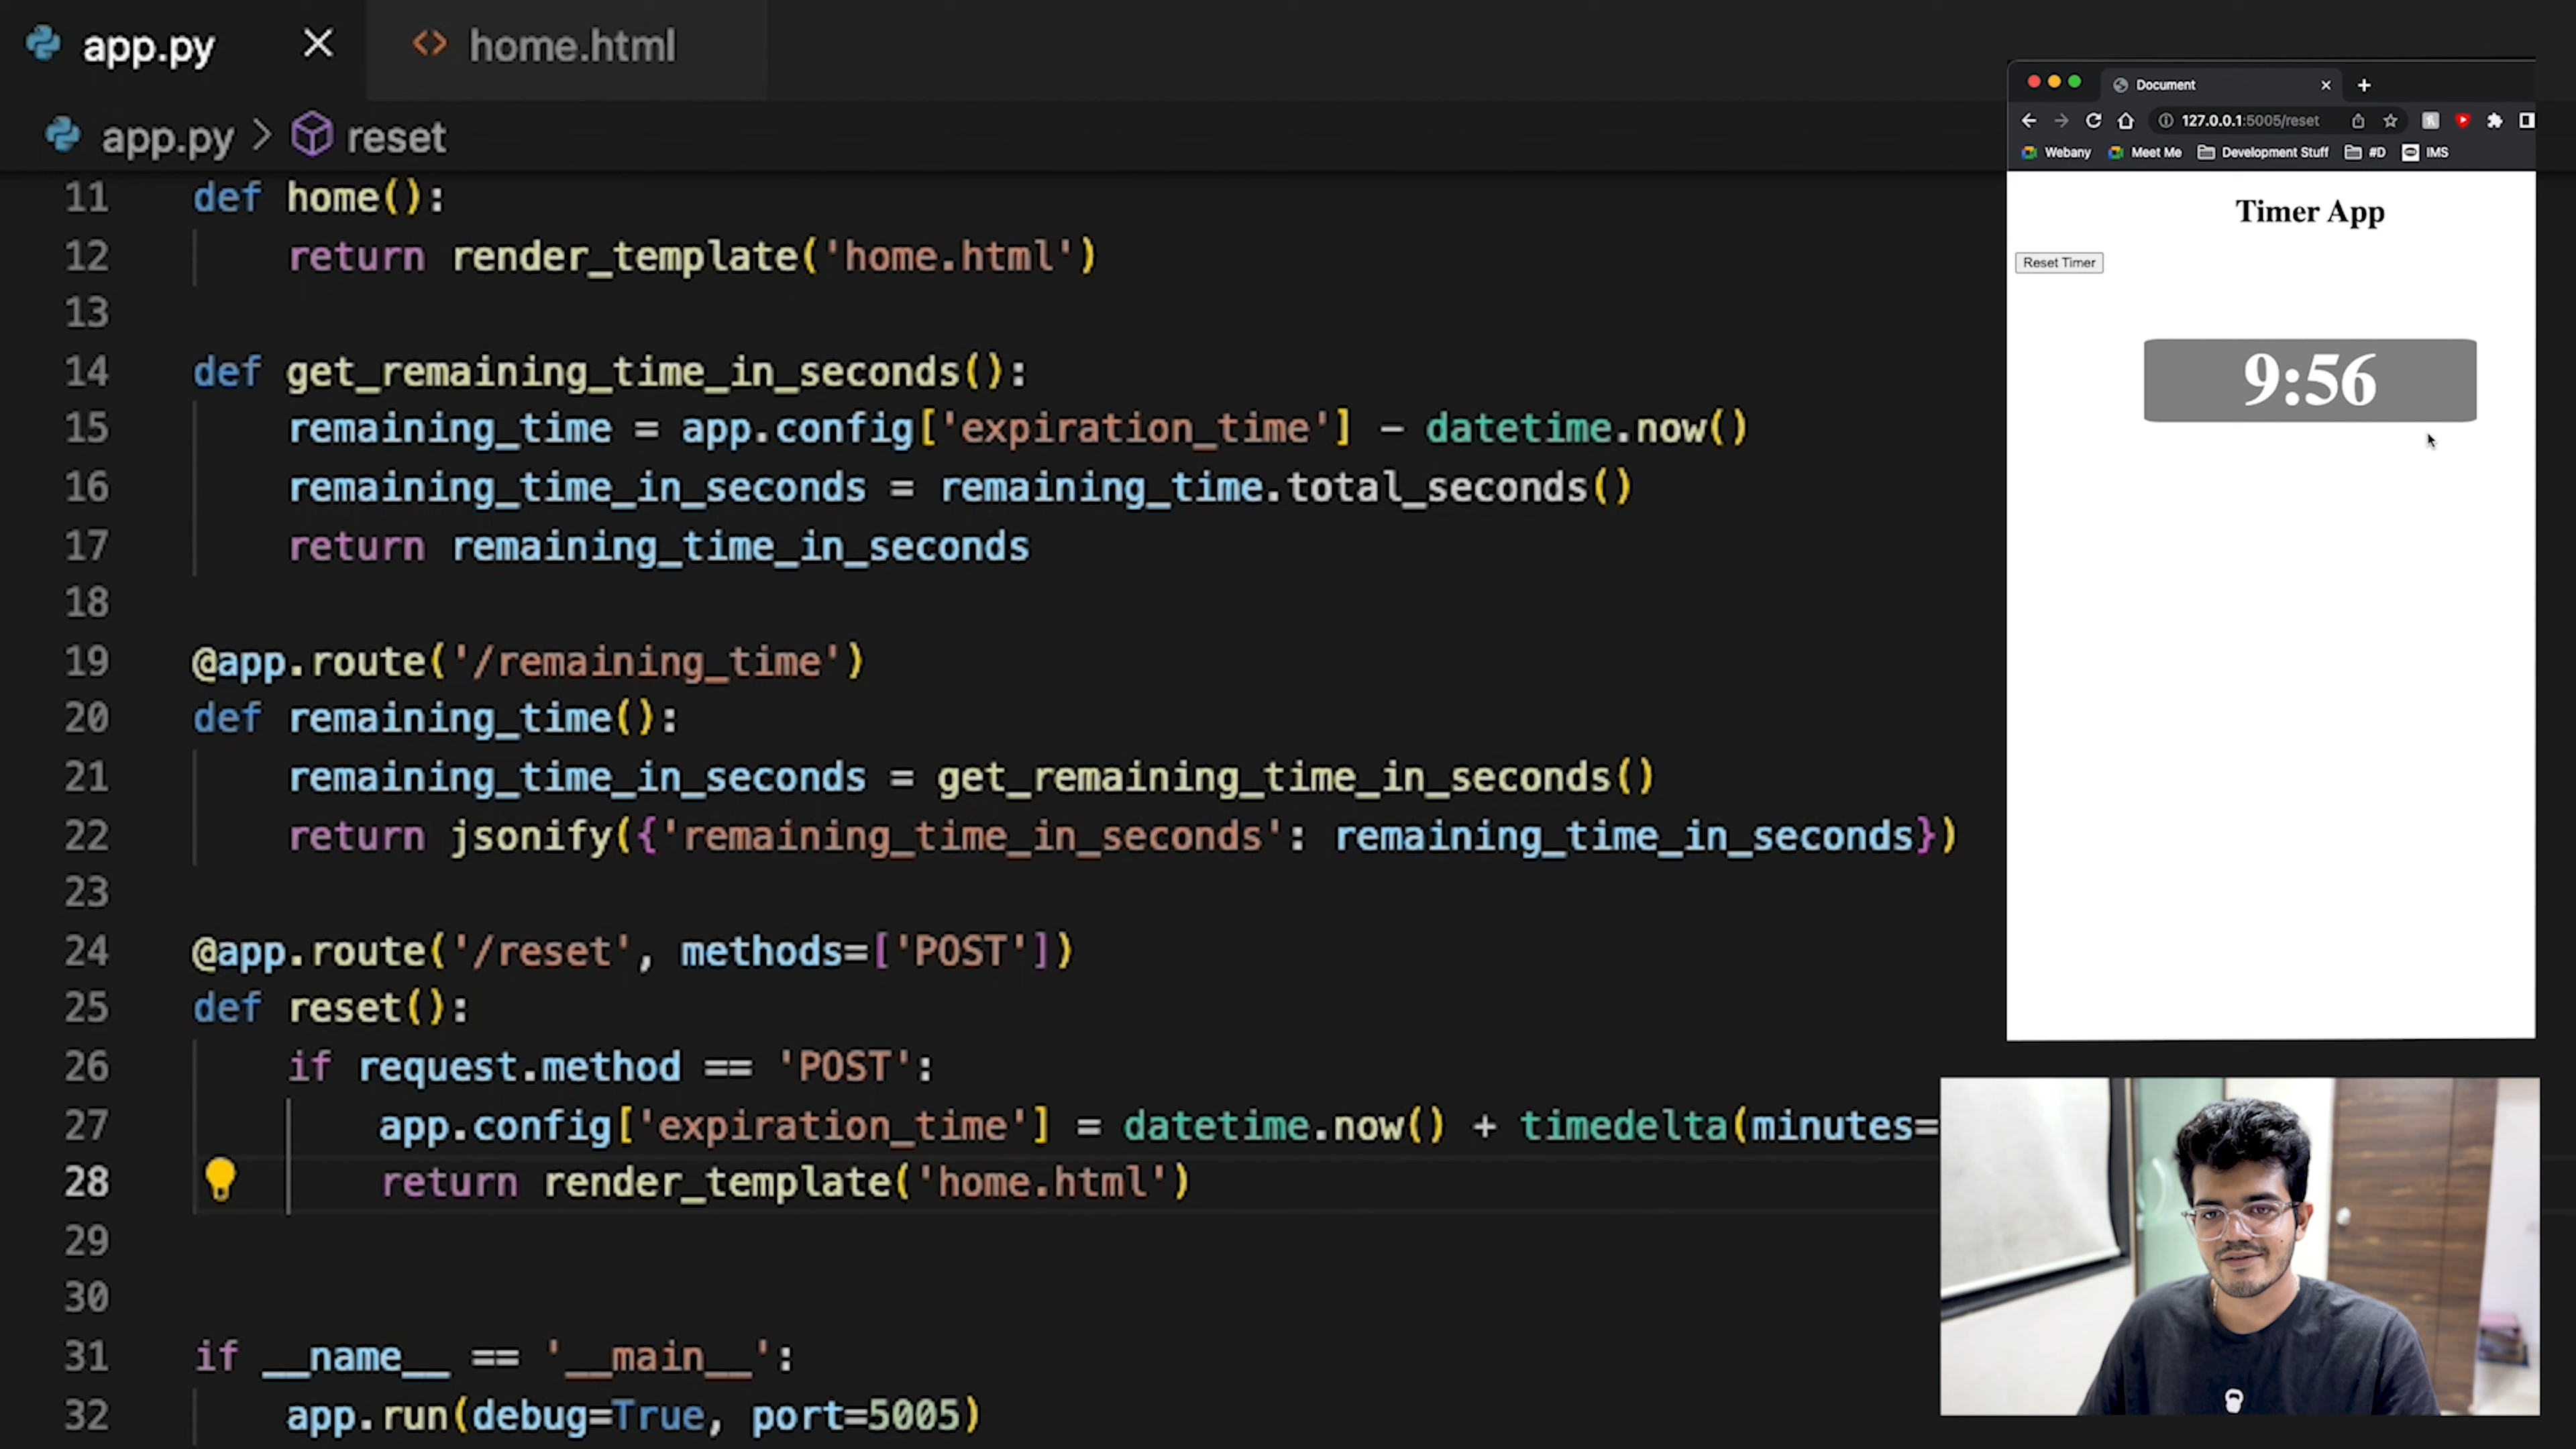 app.py
home.html
app.py > reset
11 def home():
12 return render_template('home.html')
13
14 def get_remaining_time_in_seconds():
15 remaining_time = app.config['expiration_time'] - datetime.now()
16 remaining_time_in_seconds = remaining_time.total_seconds()
17 return remaining_time_in_seconds
18
19 @app.route('/remaining_time')
20 def remaining_time():
21 remaining_time_in_seconds = get_remaining_time_in_seconds()
22 return jsonify({'remaining_time_in_seconds': remaining_time_in_seconds})
23
24 @app.route('/reset', methods=['POST'])
25 def reset():
26 if request.method == 'POST':
27 app.config['expiration_time'] = datetime.now() + timedelta(minutes=
28 return render_template('home.html')
29
30
31 if __name__ == '__main__':
32 app.run(debug=True, port=5005)
Document
127.0.0.1:5005/reset
Webany Meet Me Development Stuff #D IMS
Timer App
Reset Timer
9:56